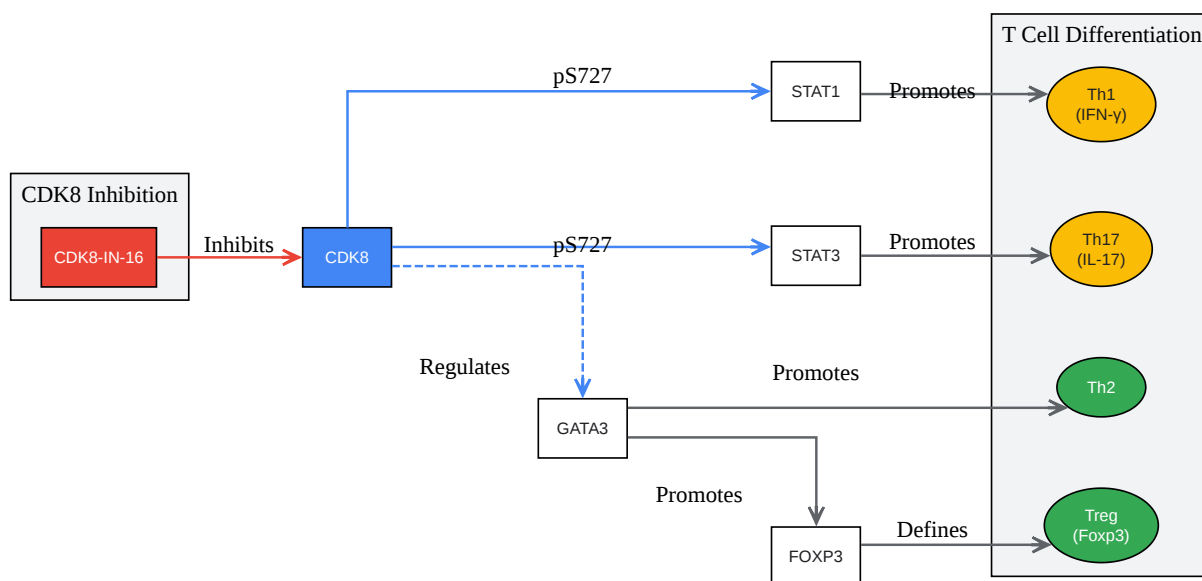 T Cell Differentiation
pS727
STAT1
Promotes
Th1
(IFN-γ)
CDK8 Inhibition
CDK8-IN-16
Inhibits
CDK8
pS727
STAT3
Promotes
Th17
(IL-17)
Regulates
GATA3
Promotes
Th2
Promotes
FOXP3
Defines
Treg
(Foxp3)